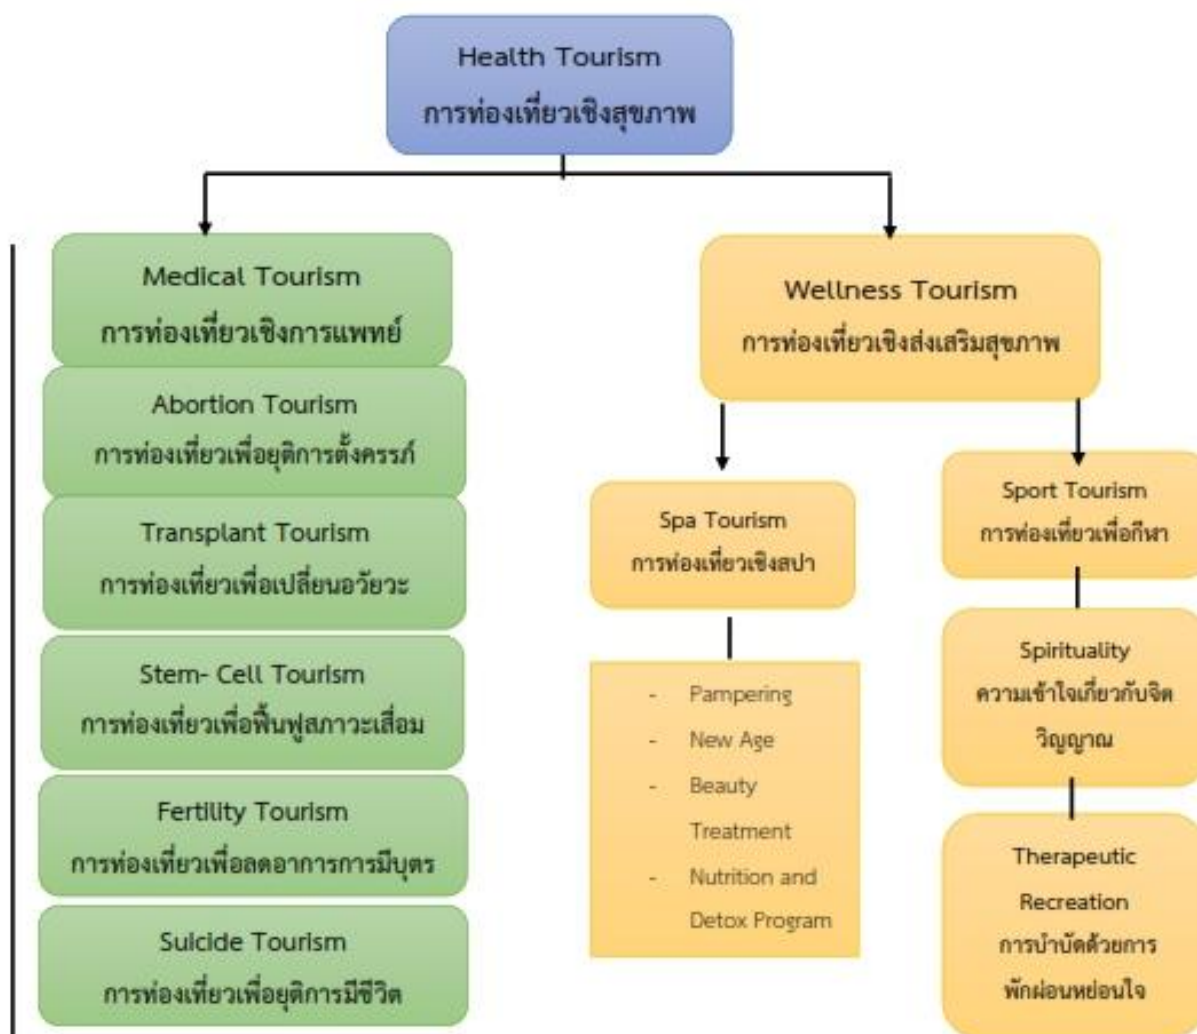 Health Tourism
การท่องเที่ยวเชิงสุขภาพ
Medical Tourism
การท่องเที่ยวเชิงการแพทย์
Abortion Tourism
การท่องเที่ยวเพื่อยุติการตั้งครรภ์
Transplant Tourism
การท่องเที่ยวเพื่อเปลี่ยนอวัยวะ
Stem- Cell Tourism
การท่องเที่ยวเพื่อฟื้นฟูสภาวะเสื่อม
Fertility Tourism
การท่องเที่ยวเพื่อลดอาการการมีบุตร
Suicide Tourism
การท่องเที่ยวเพื่อยุติการมีชีวิต
Wellness Tourism
การท่องเที่ยวเชิงส่งเสริมสุขภาพ
Spa Tourism
การท่องเที่ยวเชิงสปา
- Pampering
- New Age
- Beauty
Treatment
- Nutrition and
Detox Program
Sport Tourism
การท่องเที่ยวเพื่อกีฬา
Spirituality
ความเข้าใจเกี่ยวกับจิต
วิญญาณ
Therapeutic
Recreation
การบำบัดด้วยการ
พักผ่อนหย่อนใจ